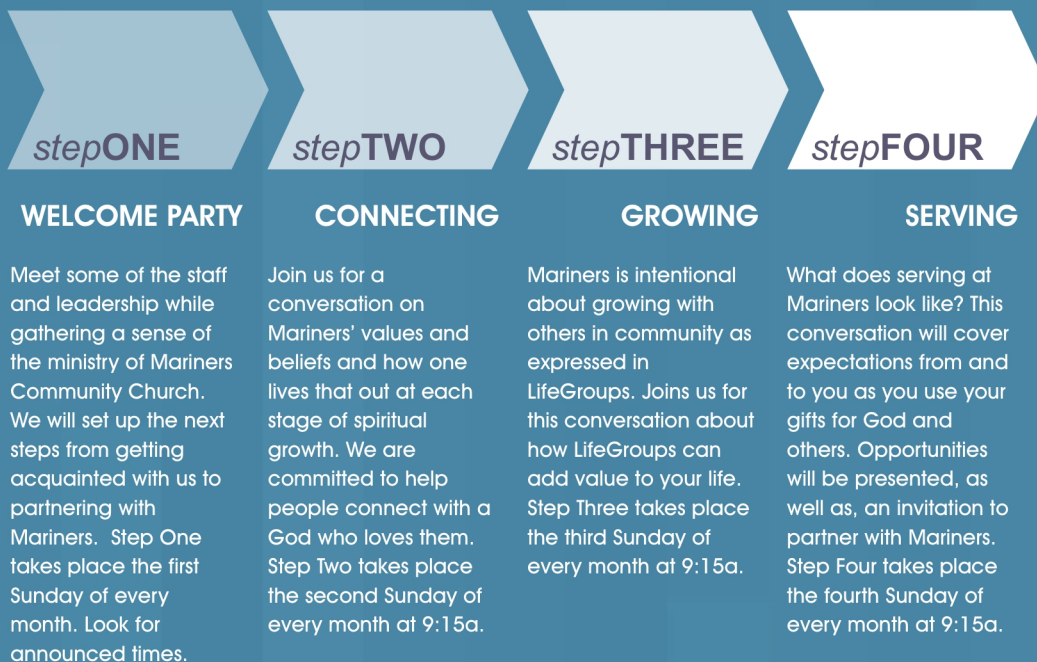 stepONE
WELCOME PARTY
Meet some of the staff
and leadership while
gathering a sense of
the ministry of Mariners
Community Church.
We will set up the next
steps from getting
acquainted with us to
partnering with
Mariners.  Step One
takes place the first
Sunday of every
month. Look for
announced times.
stepTWO
CONNECTING
Join us for a
conversation on
Mariners' values and
beliefs and how one
lives that out at each
stage of spiritual
growth. We are
committed to help
people connect with a
God who loves them.
Step Two takes place
the second Sunday of
every month at 9:15a.
stepTHREE
GROWING
Mariners is intentional
about growing with
others in community as
expressed in
LifeGroups. Joins us for
this conversation about
how LifeGroups can
add value to your life.
Step Three takes place
the third Sunday of
every month at 9:15a.
stepFOUR
SERVING
What does serving at
Mariners look like? This
conversation will cover
expectations from and
to you as you use your
gifts for God and
others. Opportunities
will be presented, as
well as, an invitation to
partner with Mariners.
Step Four takes place
the fourth Sunday of
every month at 9:15a.